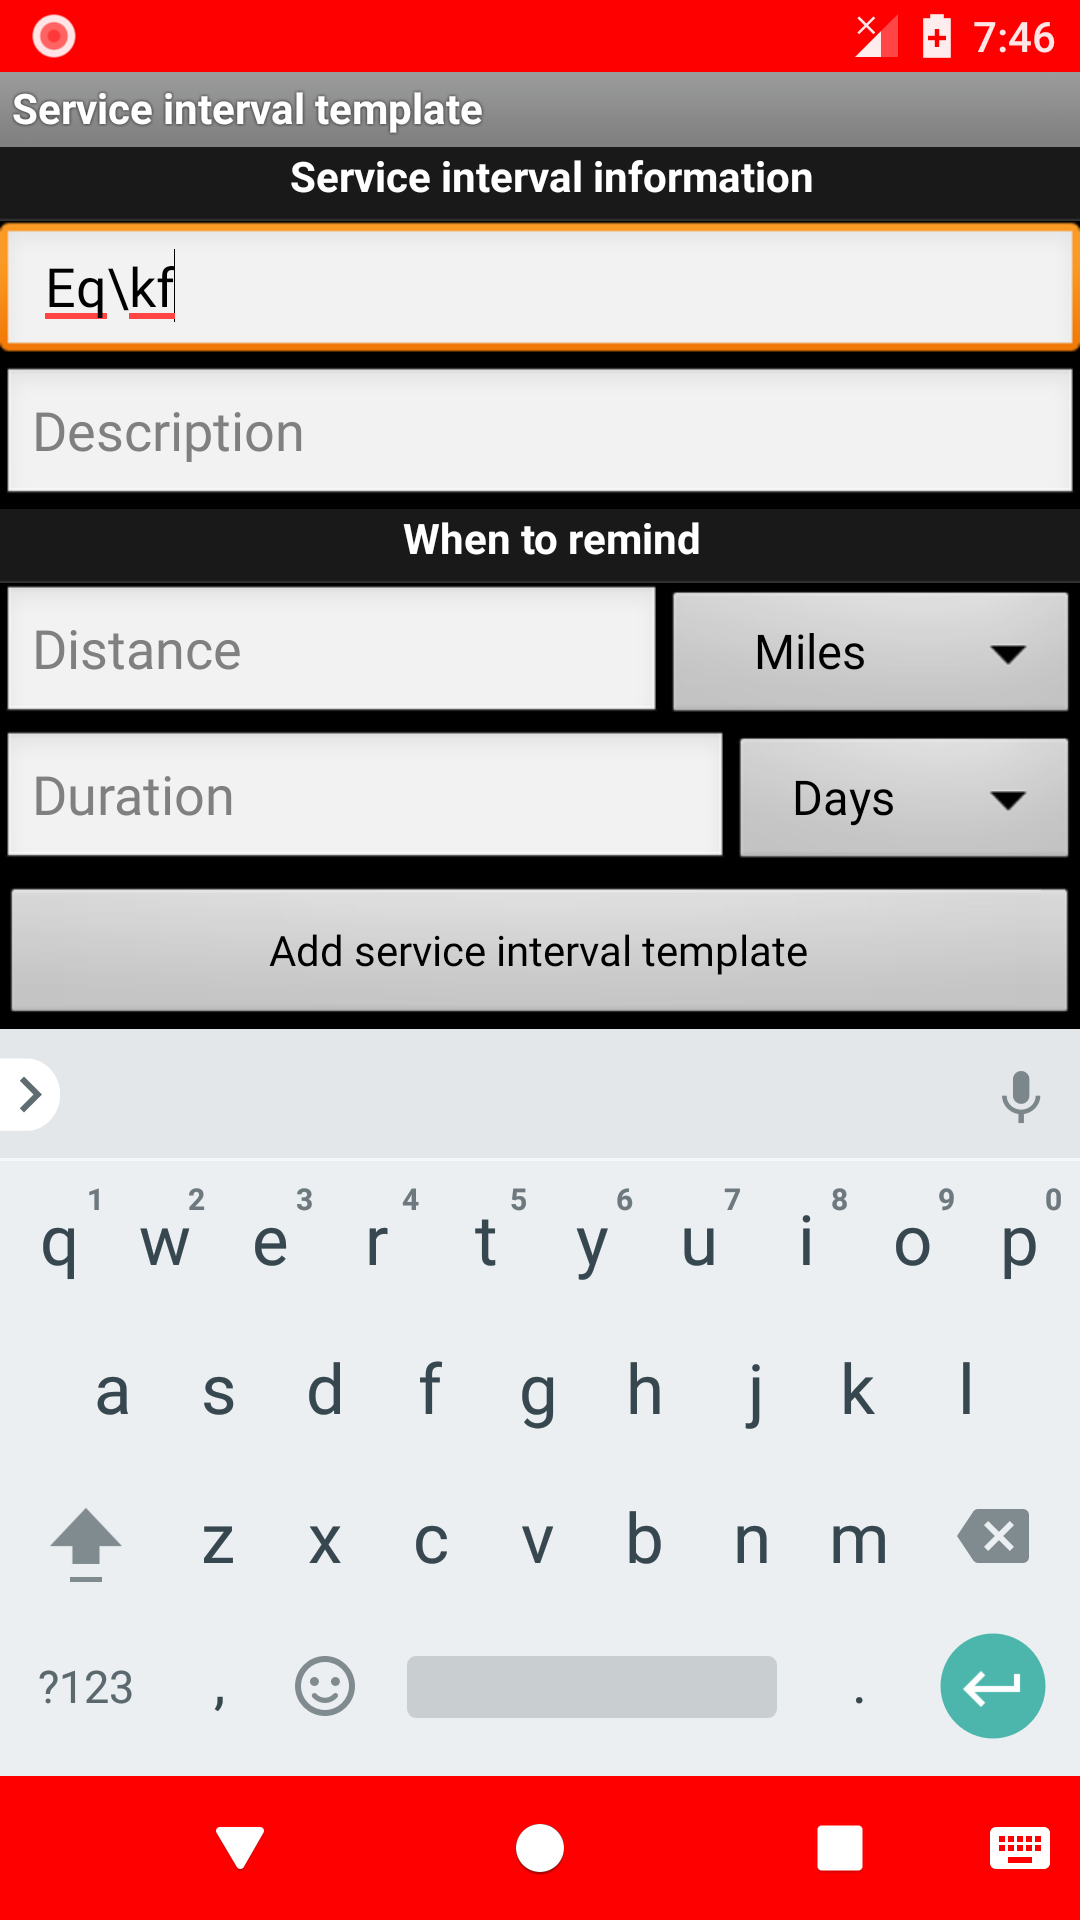 7:46
Service interval template
Service interval information
Eq\kf
Description
When to remind
Distance
Miles
Duration
Days
Add service interval template
1 2 3 4 5 6 7 8 9 0
q w e r t y u i o p
a s d f g h j k l
z x c v b n m
?123 , .